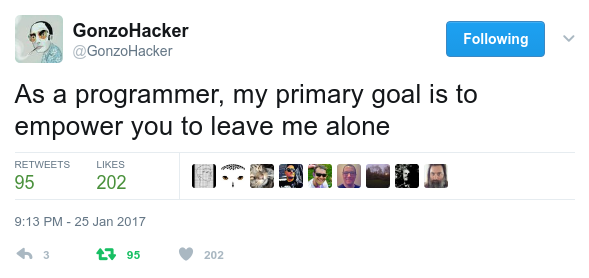 GonzoHacker
@GonzoHacker
Following
As a programmer, my primary goal is to
empower you to leave me alone
RETWEETS
95
LIKES
202
9:13 PM - 25 Jan 2017
3
95
202